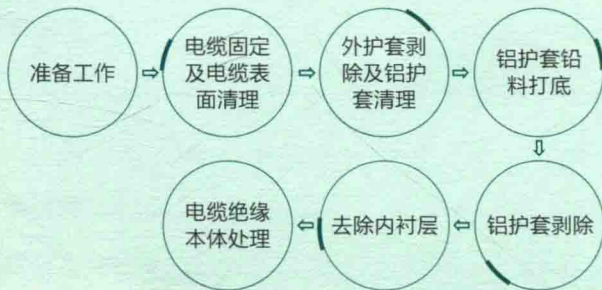 准备工作
电缆固定
及电缆表
面清理
外护套剥
除及铝护
套清理
铝护套铅
料打底
铝护套剥除
去除内衬层
电缆绝缘
本体处理